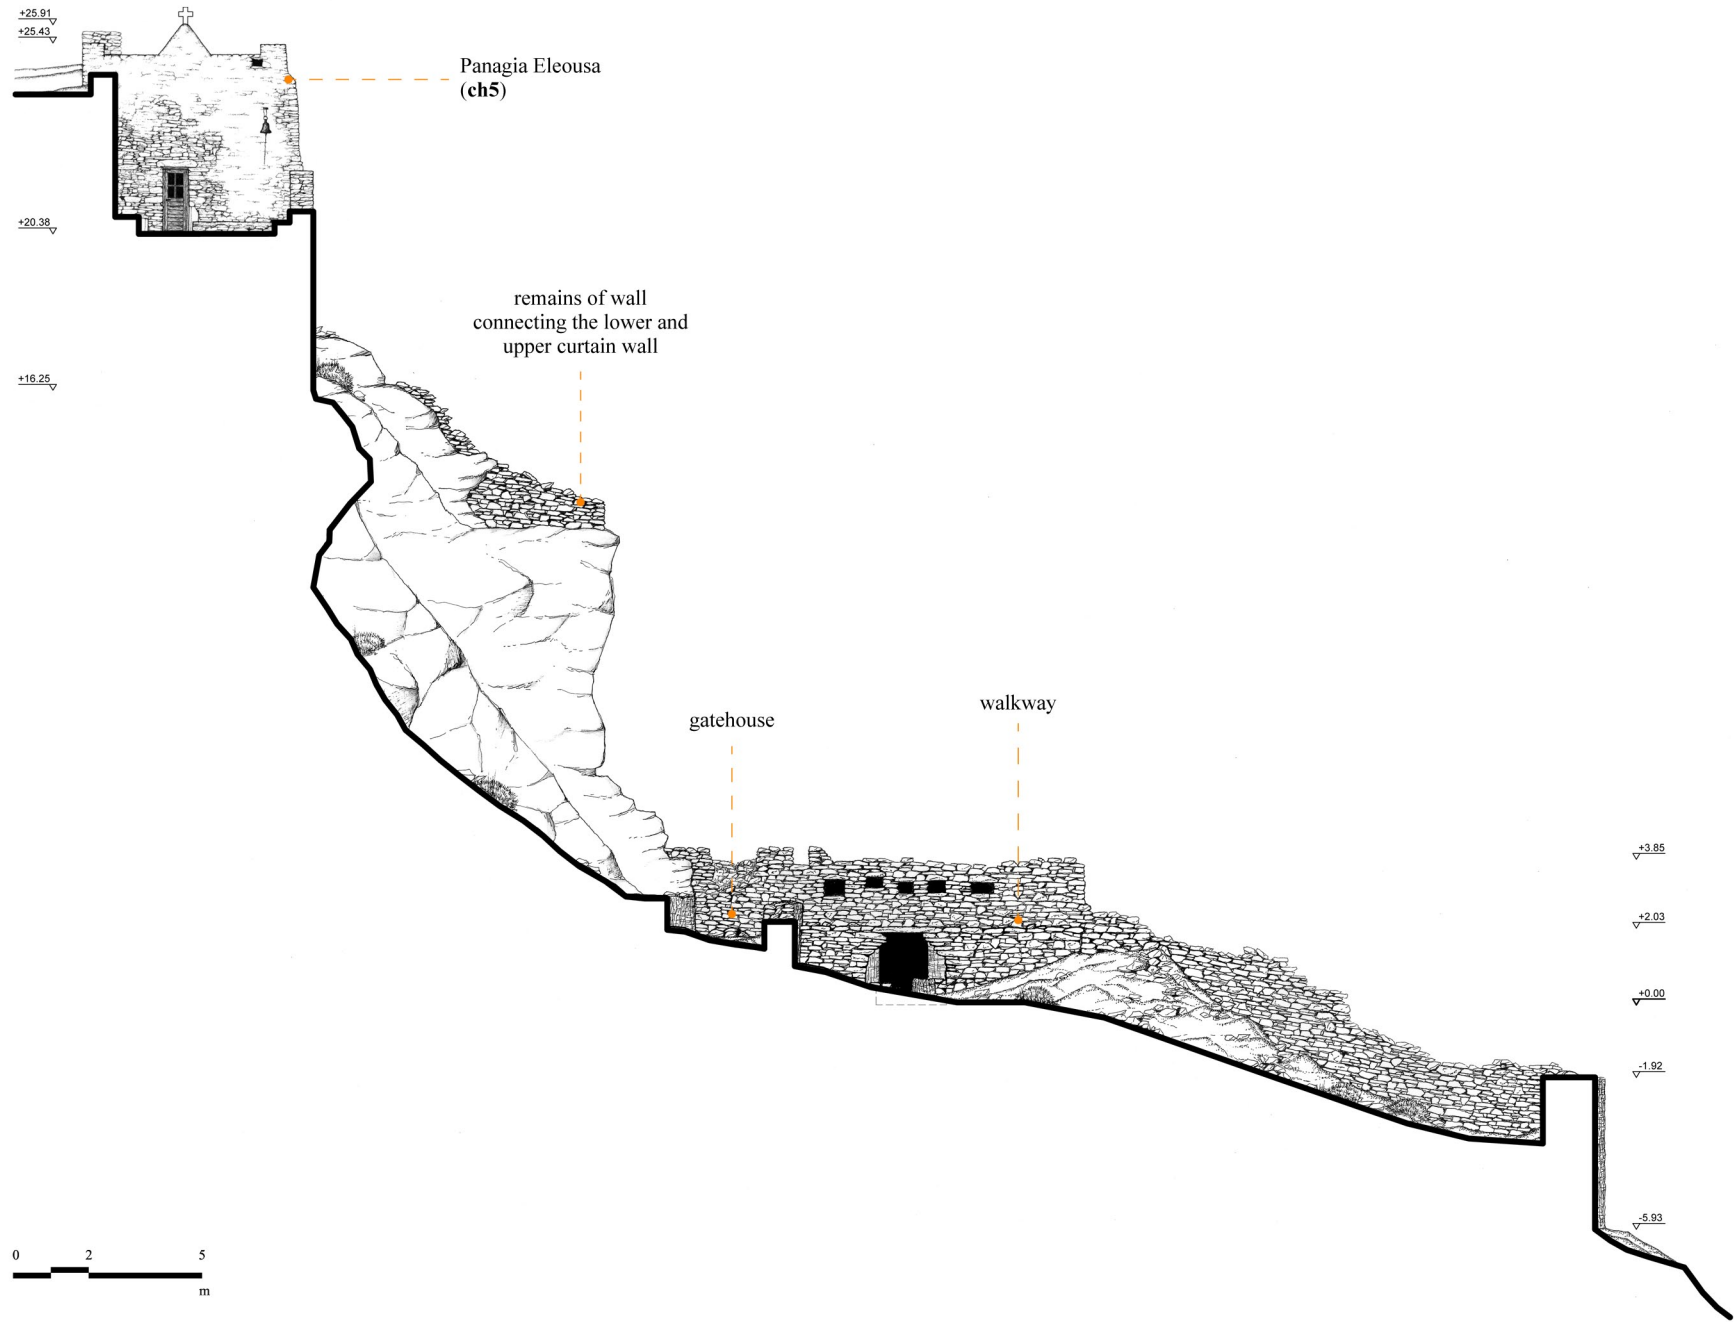 +25.91
+25.43
Panagia Eleousa
(ch5)
+20.38
remains of wall
connecting the lower and
upper curtain wall
+16.25
walkway
gatehouse
+3.85
+2.03
+0.00
-1.92
-5.93
0 2 5
m